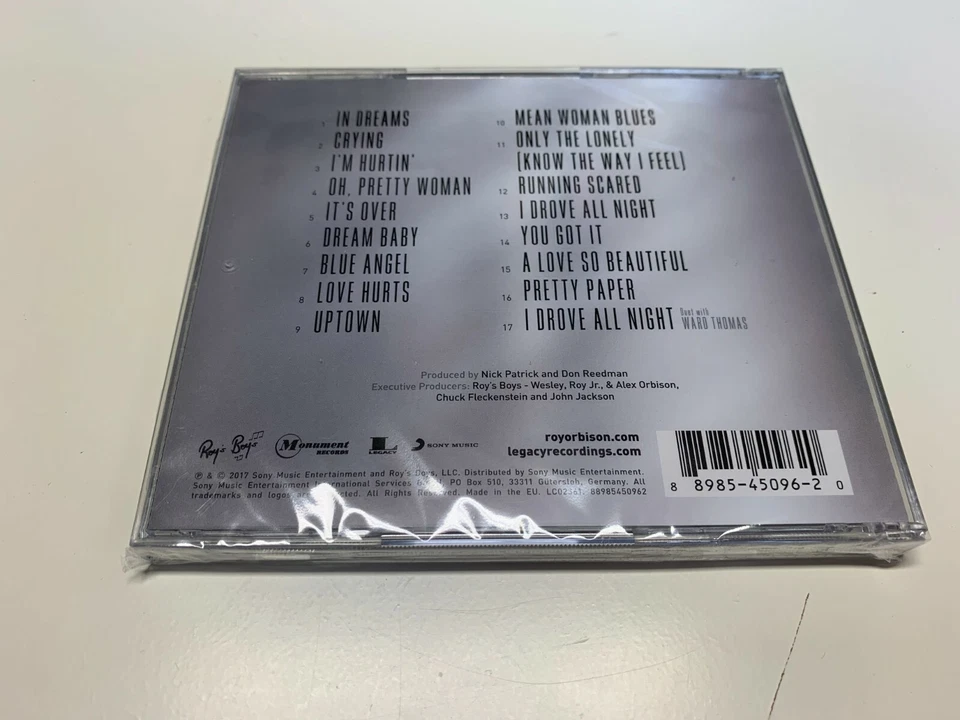 1 IN DREAMS
2 CRYING
3 I'M HURTIN'
4 OH, PRETTY WOMAN
5 IT'S OVER
6 DREAM BABY
7 BLUE ANGEL
8 LOVE HURTS
9 UPTOWN
10 MEAN WOMAN BLUES
11 ONLY THE LONELY
(KNOW THE WAY I FEEL)
12 RUNNING SCARED
13 I DROVE ALL NIGHT
14 YOU GOT IT
15 A LOVE SO BEAUTIFUL
16 PRETTY PAPER
17 I DROVE ALL NIGHT Duet with WARD THOMAS
Produced by Nick Patrick and Don Reedman
Executive Producers: Roy's Boys - Wesley, Roy Jr., & Alex Orbison,
Chuck Fleckenstein and John Jackson
Roy's Boys
Monument
RECORDS
L
LEGACY
SONY MUSIC
royorbison.com
legacyrecordings.com
℗ & © 2017 Sony Music Entertainment and Roy's Boys, LLC. Distributed by Sony Music Entertainment.
Sony Music Entertainment International Services PO Box 510, 33311 Gütersloh, Germany. All
trademarks and logos are protected. All Rights Reserved. Made in the EU. LC02361. 88985450962
8 8985-45096-2 0